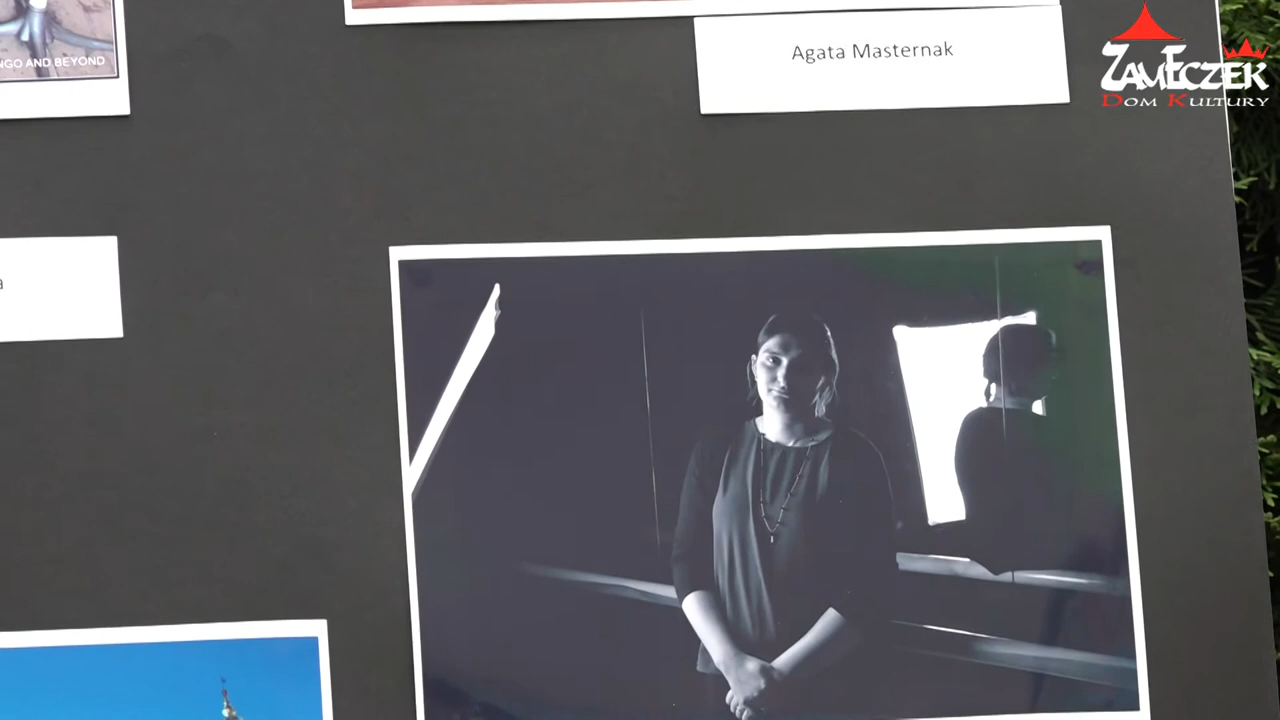 NGO AND BEYOND
Agata Masternak
ZAMECZEK
DOM KULTURY
a